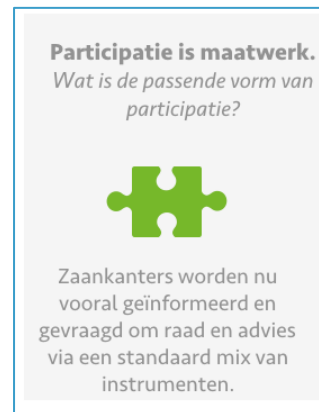 Participatie is maatwerk.
Wat is de passende vorm van
participatie?
Zaankanters worden nu
vooral geïnformeerd en
gevraagd om raad en advies
via een standaard mix van
instrumenten.